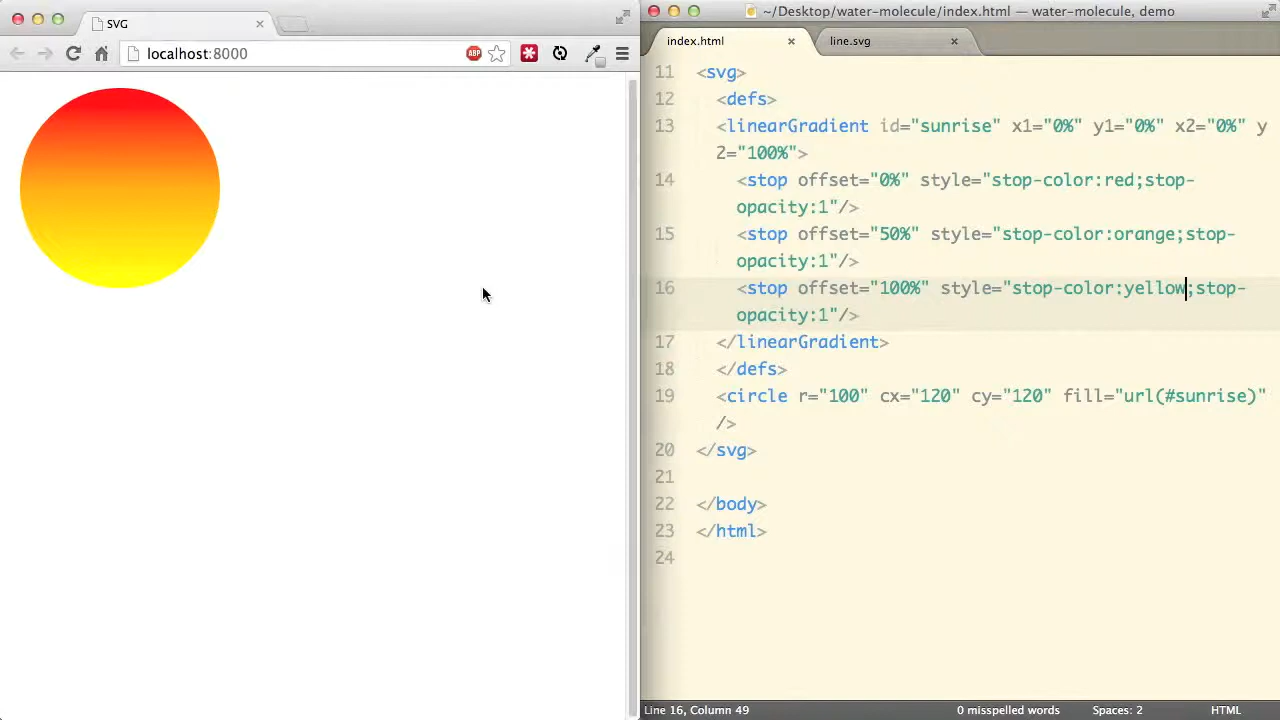 SVG
localhost:8000
ABP
~/Desktop/water-molecule/index.html — water-molecule, demo
index.html
line.svg
11 <svg>
12 <defs>
13 <linearGradient id="sunrise" x1="0%" y1="0%" x2="0%" y
2="100%">
14 <stop offset="0%" style="stop-color:red;stop-
opacity:1"/>
15 <stop offset="50%" style="stop-color:orange;stop-
opacity:1"/>
16 <stop offset="100%" style="stop-color:yellow;stop-
opacity:1"/>
17 </linearGradient>
18 </defs>
19 <circle r="100" cx="120" cy="120" fill="url(#sunrise)"
/>
20 </svg>
21
22 </body>
23 </html>
24
Line 16, Column 49
0 misspelled words
Spaces: 2
HTML